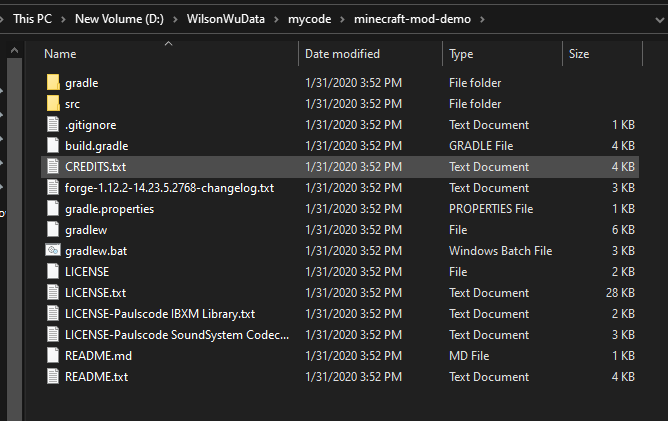 This PC > New Volume (D:) > WilsonWuData > mycode > minecraft-mod-demo >
Name Date modified Type Size
gradle 1/31/2020 3:52 PM File folder
src 1/31/2020 3:52 PM File folder
.gitignore 1/31/2020 3:52 PM Text Document 1 KB
build.gradle 1/31/2020 3:52 PM GRADLE File 4 KB
CREDITS.txt 1/31/2020 3:52 PM Text Document 4 KB
forge-1.12.2-14.23.5.2768-changelog.txt 1/31/2020 3:52 PM Text Document 3 KB
gradle.properties 1/31/2020 3:52 PM PROPERTIES File 1 KB
gradlew 1/31/2020 3:52 PM File 6 KB
gradlew.bat 1/31/2020 3:52 PM Windows Batch File 3 KB
LICENSE 1/31/2020 3:52 PM File 2 KB
LICENSE.txt 1/31/2020 3:52 PM Text Document 28 KB
LICENSE-Paulscode IBXM Library.txt 1/31/2020 3:52 PM Text Document 2 KB
LICENSE-Paulscode SoundSystem Codec... 1/31/2020 3:52 PM Text Document 3 KB
README.md 1/31/2020 3:52 PM MD File 1 KB
README.txt 1/31/2020 3:52 PM Text Document 4 KB